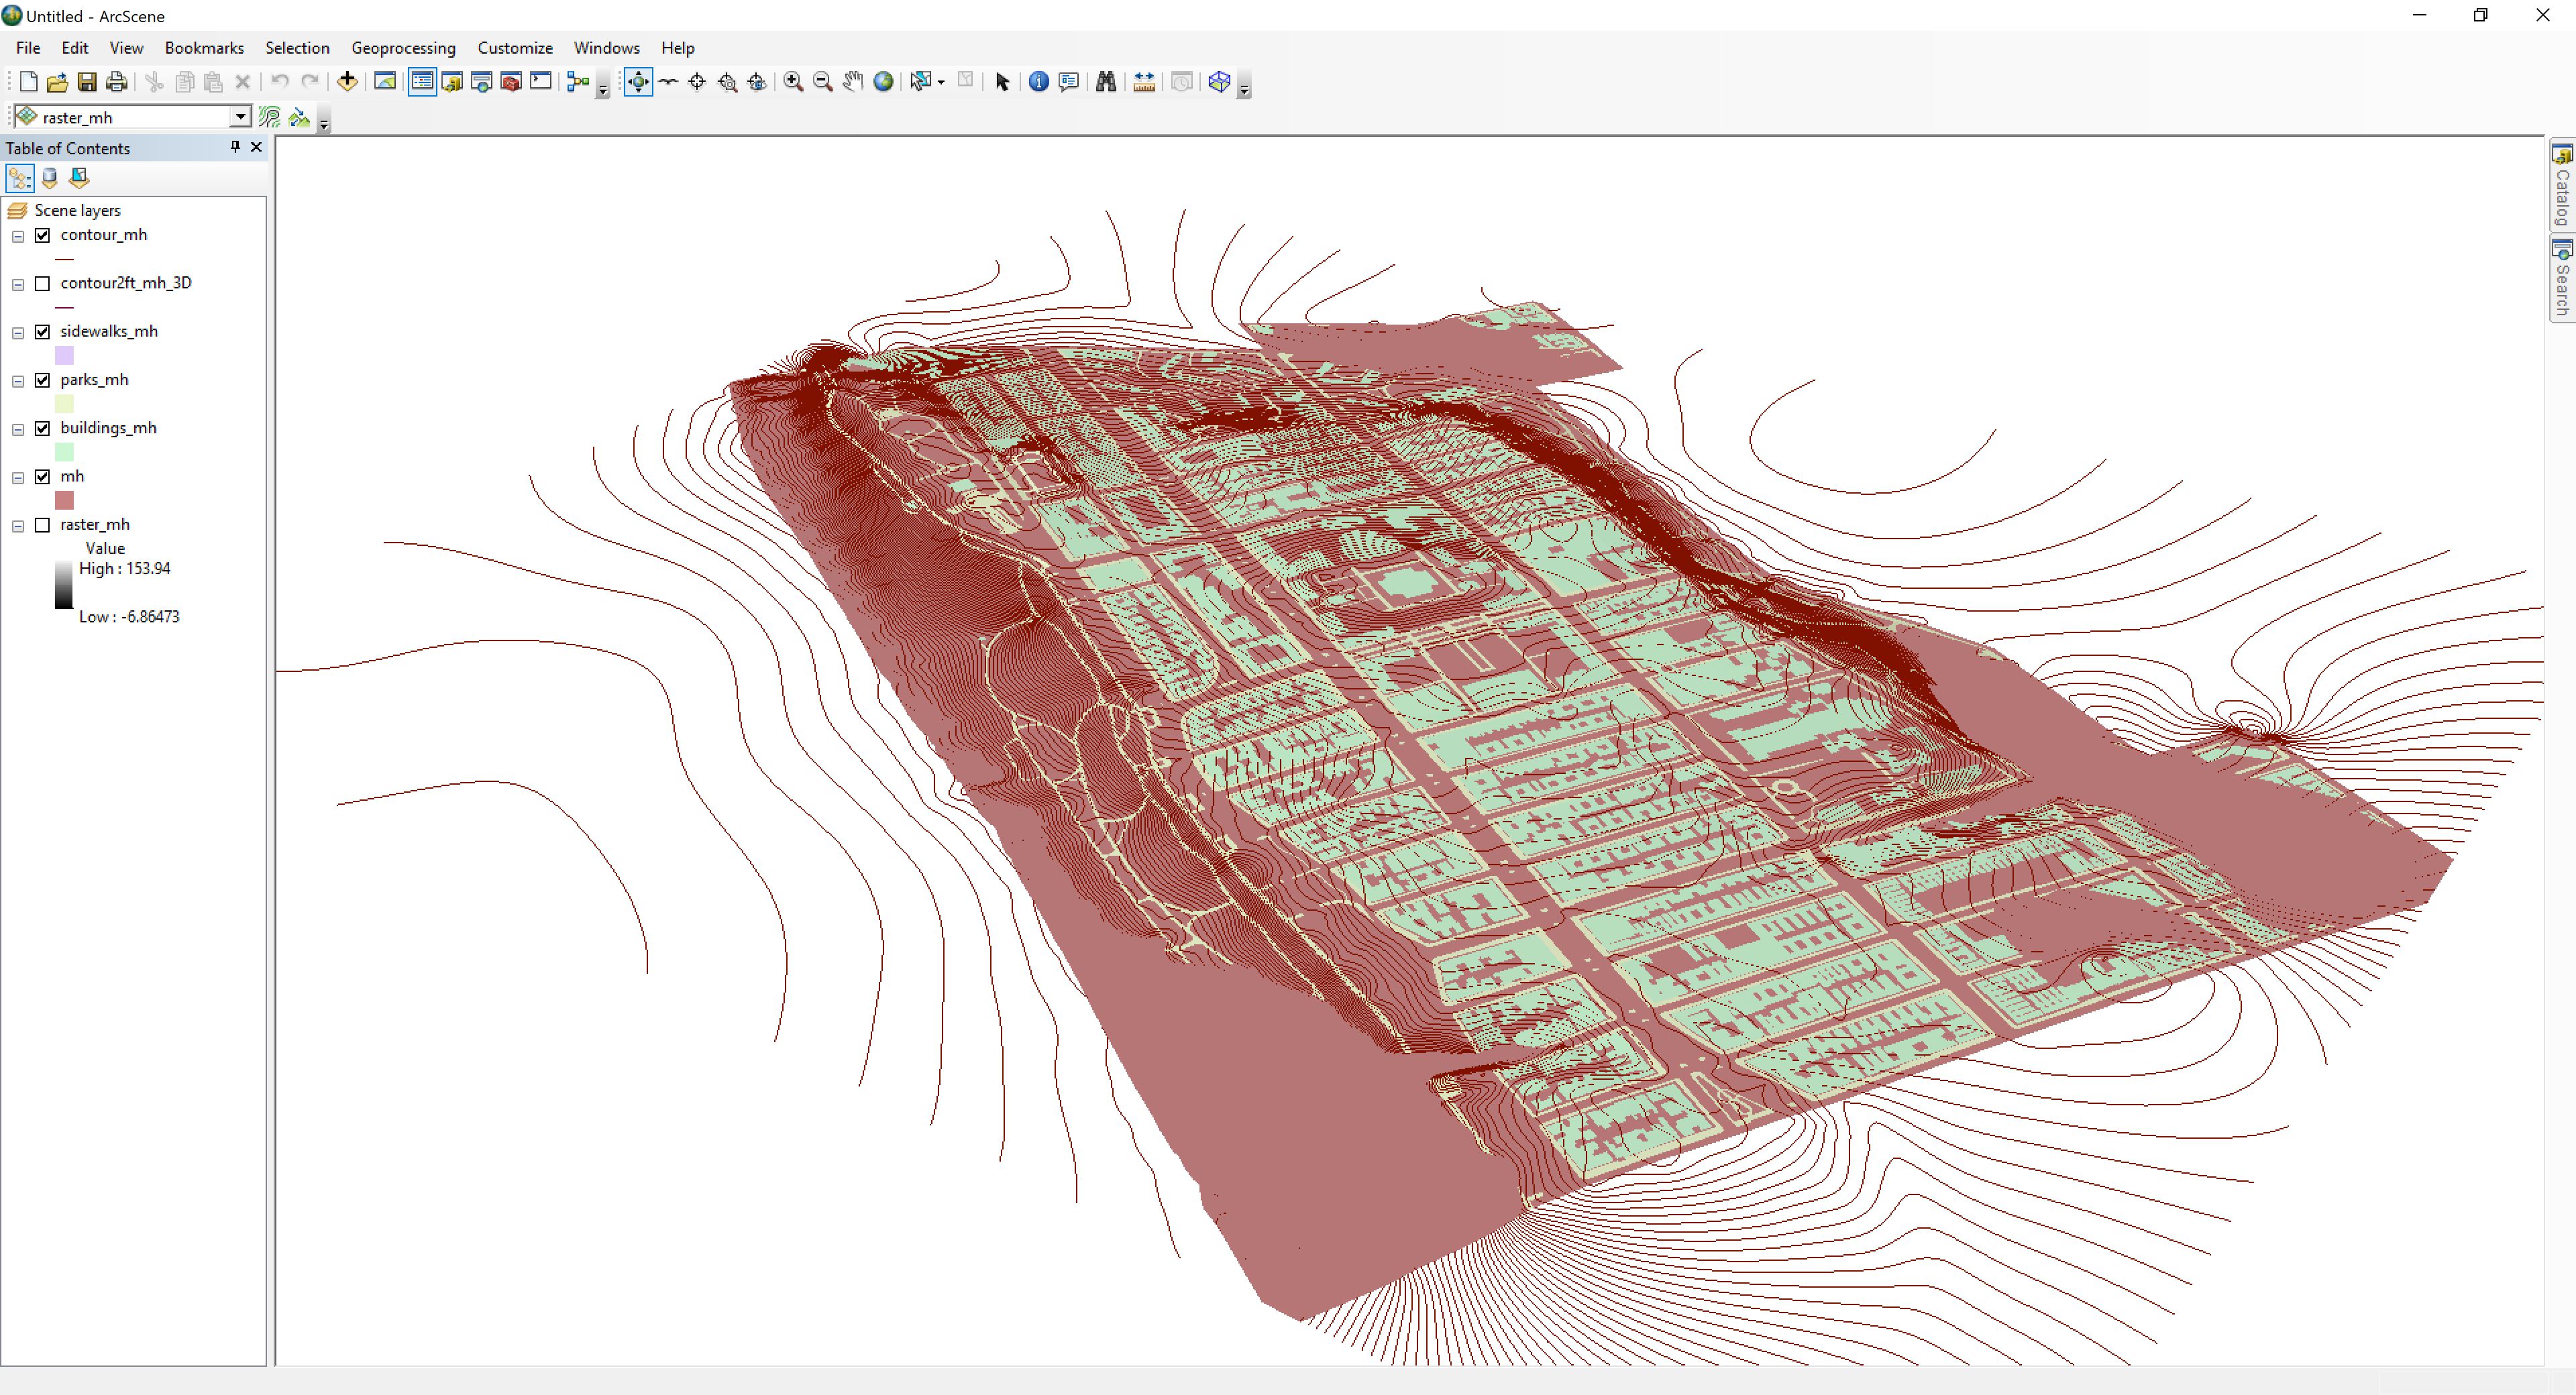 Untitled - ArcScene
File Edit View Bookmarks Selection Geoprocessing Customize Windows Help
raster_mh
Table of Contents
Scene layers
contour_mh
contour2ft_mh_3D
sidewalks_mh
parks_mh
buildings_mh
mh
raster_mh
Value
High : 153.94
Low : -6.86473
Catalog
Search